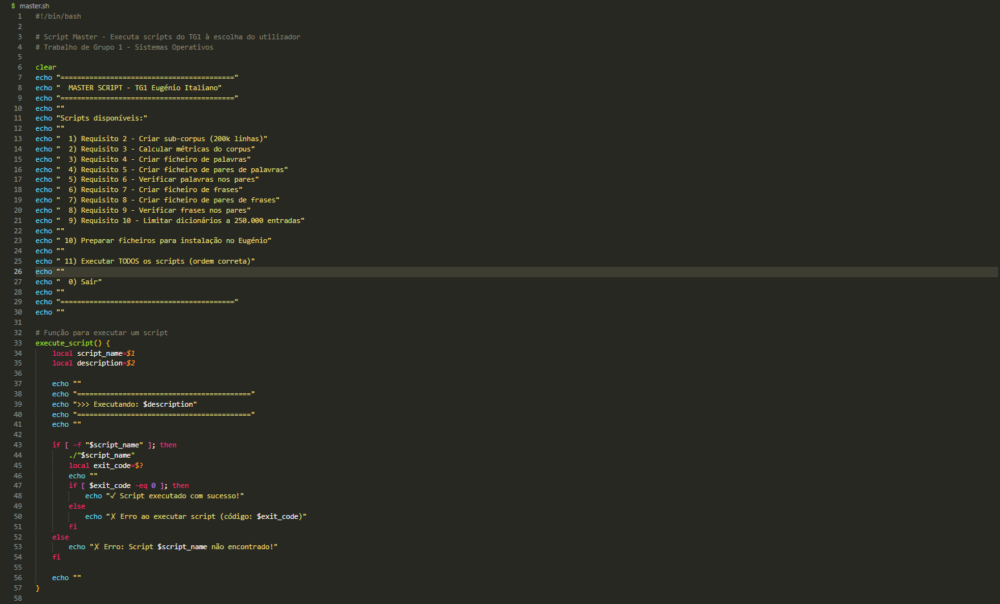 $ master.sh
1 #!/bin/bash
2
3 # Script Master - Executa scripts do TG1 à escolha do utilizador
4 # Trabalho de Grupo 1 - Sistemas Operativos
5
6 clear
7 echo "=========================================="
8 echo "  MASTER SCRIPT - TG1 Eugénio Italiano"
9 echo "=========================================="
10 echo ""
11 echo "Scripts disponíveis:"
12 echo ""
13 echo "  1) Requisito 2 - Criar sub-corpus (200k linhas)"
14 echo "  2) Requisito 3 - Calcular métricas do corpus"
15 echo "  3) Requisito 4 - Criar ficheiro de palavras"
16 echo "  4) Requisito 5 - Criar ficheiro de pares de palavras"
17 echo "  5) Requisito 6 - Verificar palavras nos pares"
18 echo "  6) Requisito 7 - Criar ficheiro de frases"
19 echo "  7) Requisito 8 - Criar ficheiro de pares de frases"
20 echo "  8) Requisito 9 - Verificar frases nos pares"
21 echo "  9) Requisito 10 - Limitar dicionários a 250.000 entradas"
22 echo ""
23 echo " 10) Preparar ficheiros para instalação no Eugénio"
24 echo ""
25 echo " 11) Executar TODOS os scripts (ordem correta)"
26 echo ""
27 echo "  0) Sair"
28 echo ""
29 echo "=========================================="
30 echo ""
31
32 # Função para executar um script
33 execute_script() {
34     local script_name=$1
35     local description=$2
36
37     echo ""
38     echo "=========================================="
39     echo ">>> Executando: $description"
40     echo "=========================================="
41     echo ""
42
43     if [ -f "$script_name" ]; then
44         ./"$script_name"
45         local exit_code=$?
46         echo ""
47         if [ $exit_code -eq 0 ]; then
48             echo "✓ Script executado com sucesso!"
49         else
50             echo "✗ Erro ao executar script (código: $exit_code)"
51         fi
52     else
53         echo "✗ Erro: Script $script_name não encontrado!"
54     fi
55
56     echo ""
57 }
58